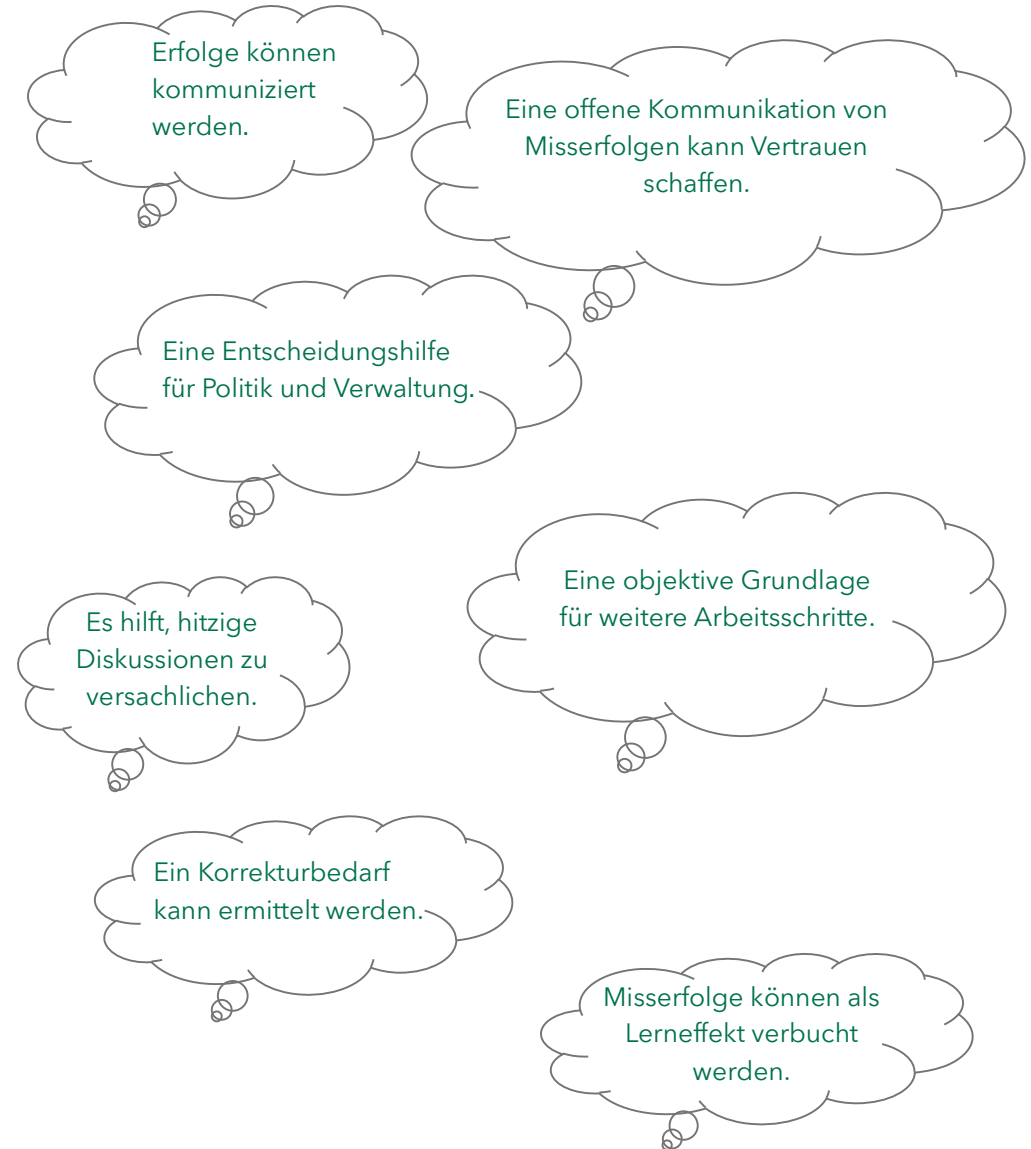 Erfolge können
kommuniziert
werden.
Eine offene Kommunikation von
Misserfolgen kann Vertrauen
schaffen.
Eine Entscheidungshilfe
für Politik und Verwaltung.
Eine objektive Grundlage
für weitere Arbeitsschritte.
Es hilft, hitzige
Diskussionen zu
versachlichen.
Ein Korrekturbedarf
kann ermittelt werden.
Misserfolge können als
Lerneffekt verbucht
werden.